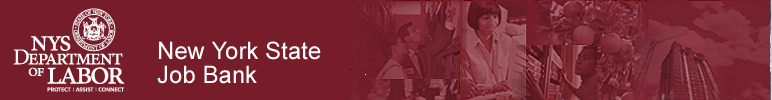 NYS
DEPARTMENT
OF LABOR
PROTECT | ASSIST | CONNECT
New York State
Job Bank